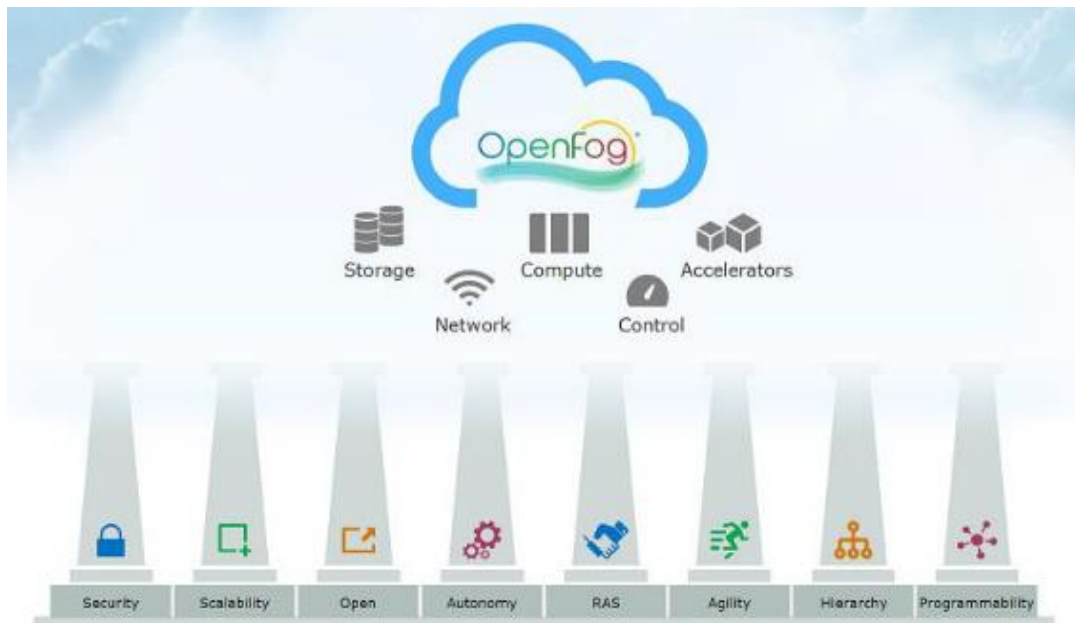 OpenFog
Storage
Compute
Accelerators
Network
Control
Security
Scalability
Open
Autonomy
RAS
Agility
Hierarchy
Programmability